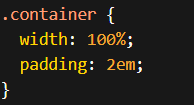 .container {
  width: 100%;
  padding: 2em;
}